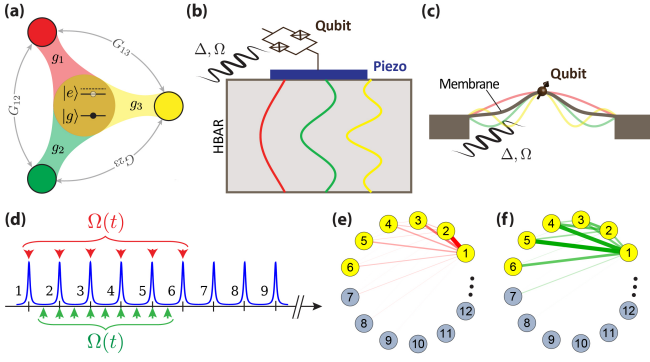 (a)
g1
G13
G12
|e⟩
|g⟩
g3
g2
G23
(b)
Qubit
Δ, Ω
Piezo
HBAR
(c)
Membrane
Qubit
Δ, Ω
(d)
Ω(t)
1 2 3 4 5 6 7 8 9
Ω(t)
(e)
1
2
3
4
5
6
7
8
9
10
11
12
(f)
1
2
3
4
5
6
7
8
9
10
11
12